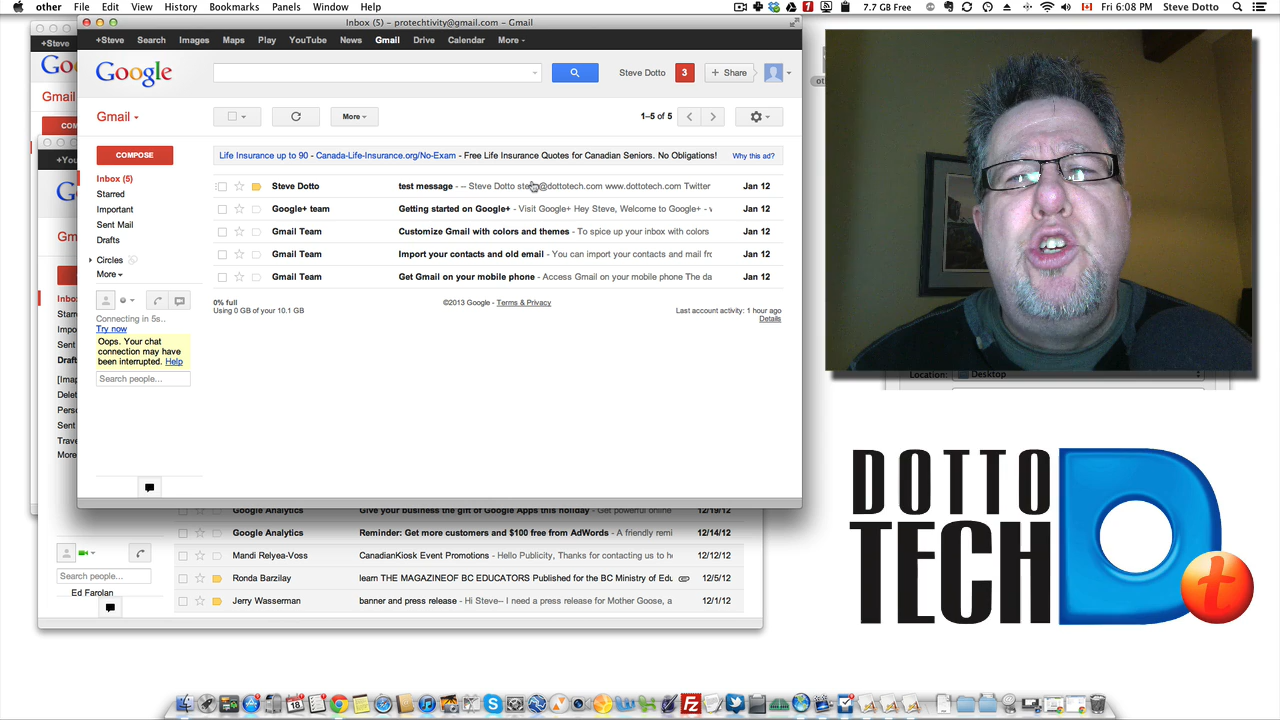 other File Edit View History Bookmarks Panels Window Help
7.7 GB Free Fri 6:08 PM Steve Dotto
Inbox (5) – protechtivity@gmail.com – Gmail
+Steve Search Images Maps Play YouTube News Gmail Drive Calendar More
Google
Steve Dotto 3 + Share
Gmail
More
1–5 of 5
COMPOSE
Life Insurance up to 90 - Canada-Life-Insurance.org/No-Exam - Free Life Insurance Quotes for Canadian Seniors. No Obligations! Why this ad?
Inbox (5)
Starred
Important
Sent Mail
Drafts
Circles
More
Steve Dotto test message - -- Steve Dotto www.dottotech.com Twitter Jan 12
Google+ team Getting started on Google+ - Visit Google+ Hey Steve, Welcome to Google+ - Jan 12
Gmail Team Customize Gmail with colors and themes - To spice up your inbox with colors Jan 12
Gmail Team Import your contacts and old email - You can import your contacts and mail Jan 12
Gmail Team Get Gmail on your mobile phone - Access Gmail on your mobile phone The da Jan 12
0% full
Using 0 GB of your 10.1 GB
©2013 Google - Terms & Privacy
Last account activity: 1 hour ago
Details
Connecting in 5s..
Try now
Oops. Your chat
connection may have
been interrupted. Help
Search people...
+Steve
+You
Inbo
Starr
Impo
Sent
Draft
[Imap
Delet
Perso
Sent
Trave
More
Google Analytics Give your business the gift of Google Apps this holiday - Get powerful online 12/19/12
Google Analytics Reminder: Get more customers and $100 free from AdWords - A friendly remi 12/14/12
Mandi Relyea-Voss CanadianKiosk Event Promotions - Hello Publicity, Thanks for contacting us to he 12/12/12
Ronda Barzilay learn THE MAGAZINEOF BC EDUCATORS Published for the BC Ministry of Edu 12/5/12
Jerry Wasserman banner and press release - Hi Steve-- I need a press release for Mother Goose, a 12/1/12
Search people...
Ed Farolan
Location: Desktop
DOTTO
TECH
t